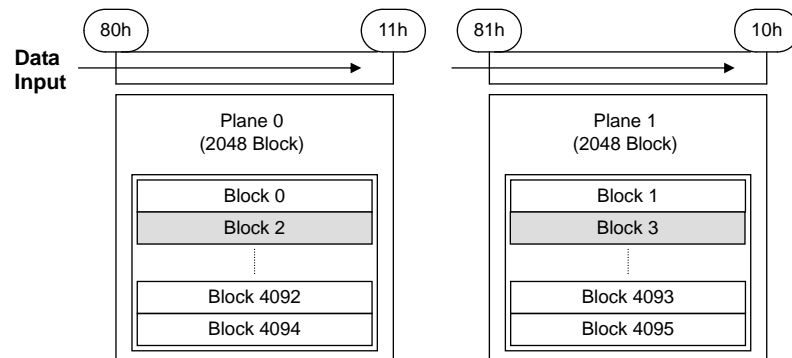 80h
11h
81h
10h
Data
Input
Plane 0
(2048 Block)
Plane 1
(2048 Block)
Block 0
Block 2
Block 4092
Block 4094
Block 1
Block 3
Block 4093
Block 4095